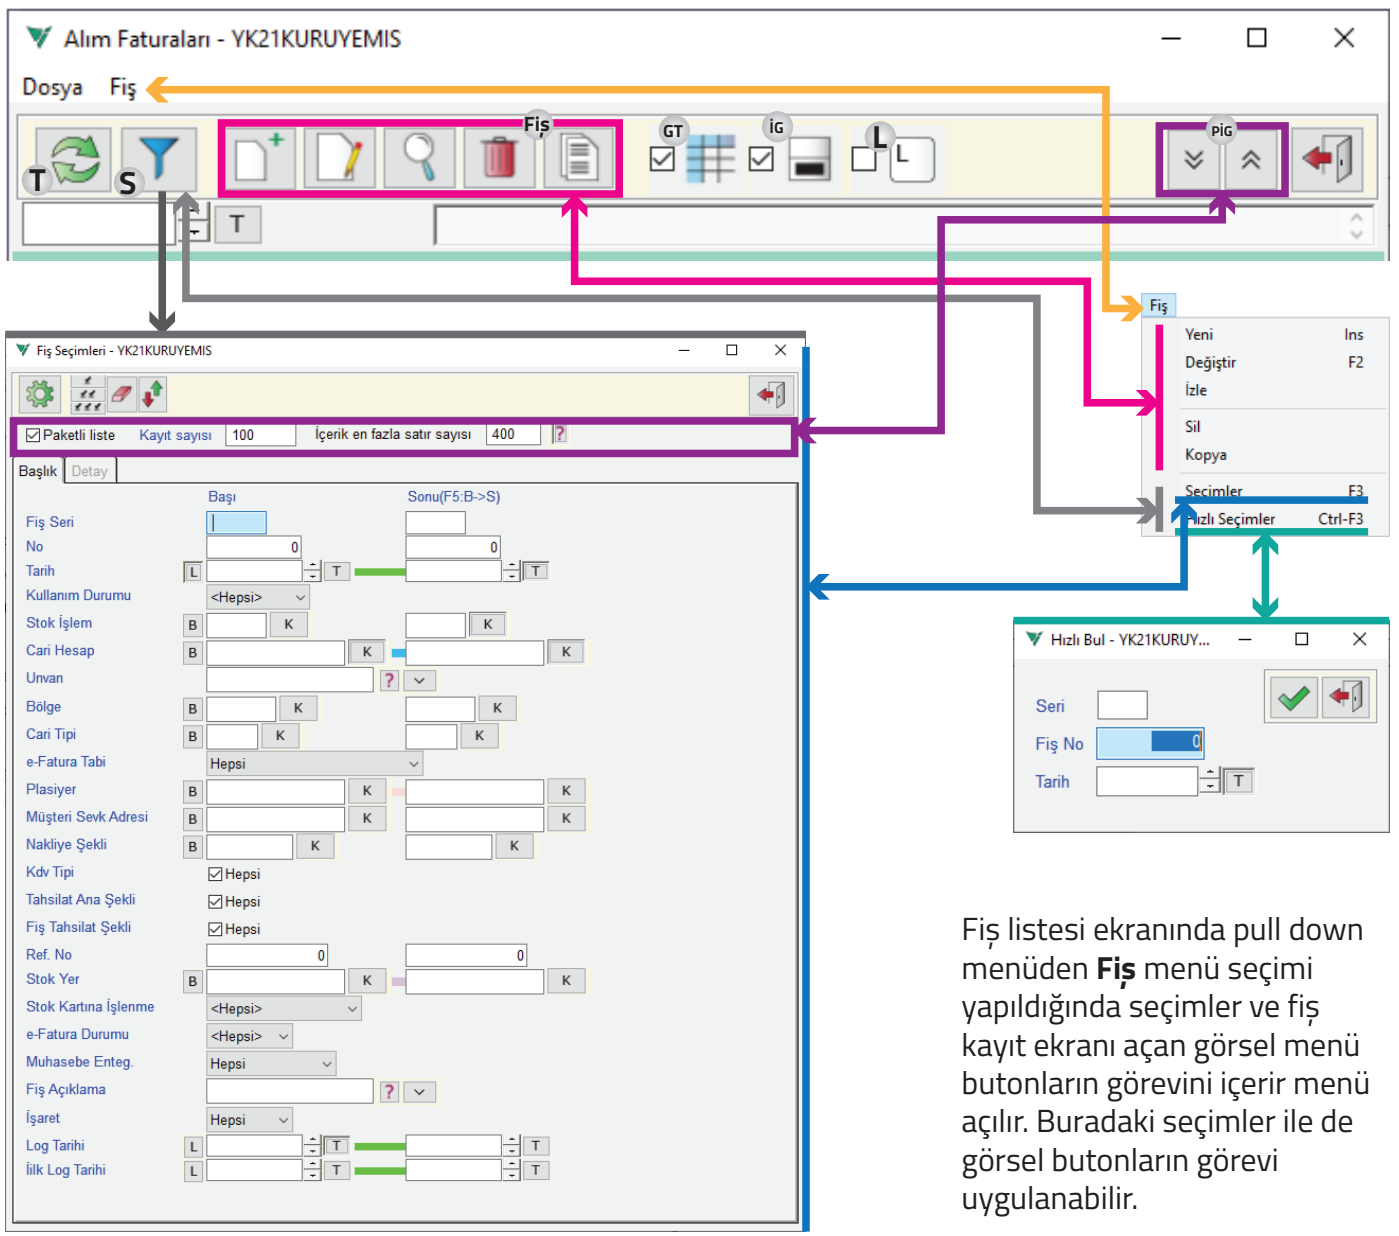 Alım Faturaları - YK21KURUYEMIS
Dosya Fiş
T S Fiş GT İG L L PİG
T
Fiş
Yeni Ins
Değiştir F2
İzle
Sil
Kopya
Seçimler F3
Hızlı Seçimler Ctrl-F3
Fiş Seçimleri - YK21KURUYEMIS
Paketli liste Kayıt sayısı 100 İçerik en fazla satır sayısı 400 ?
Başlık Detay
Başı Sonu(F5:B->S)
Fiş Seri
No 0 0
Tarih L T T
Kullanım Durumu <Hepsi>
Stok İşlem B K K
Cari Hesap B K K
Unvan ?
Bölge B K K
Cari Tipi B K K
e-Fatura Tabi Hepsi
Plasiyer B K K
Müşteri Sevk Adresi B K K
Nakliye Şekli B K K
Kdv Tipi Hepsi
Tahsilat Ana Şekli Hepsi
Fiş Tahsilat Şekli Hepsi
Ref. No 0 0
Stok Yer B K K
Stok Kartına İşlenme <Hepsi>
e-Fatura Durumu <Hepsi>
Muhasebe Enteg. Hepsi
Fiş Açıklama ?
İşaret Hepsi
Log Tarihi L T T
İilk Log Tarihi L T T
Hızlı Bul - YK21KURUY...
Seri
Fiş No 0
Tarih T
Fiş listesi ekranında pull down
menüden Fiş menü seçimi
yapıldığında seçimler ve fiş
kayıt ekranı açan görsel menü
butonların görevini içerir menü
açılır. Buradaki seçimler ile de
görsel butonların görevi
uygulanabilir.